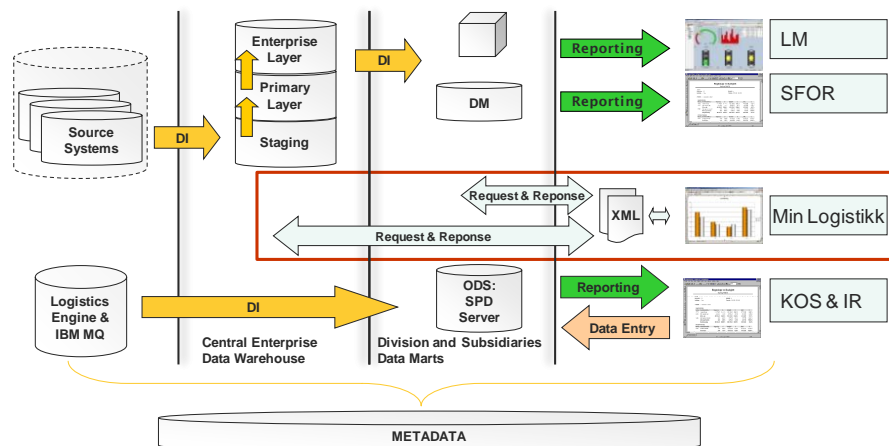 Enterprise
Layer
Primary
Layer
Staging
Source
Systems
DI
DI
DM
Reporting
Reporting
LM
SFOR
Request & Reponse
Request & Reponse
XML
Min Logistikk
Logistics
Engine &
IBM MQ
DI
ODS:
SPD
Server
Reporting
Data Entry
KOS & IR
Central Enterprise
Data Warehouse
Division and Subsidiaries
Data Marts
METADATA